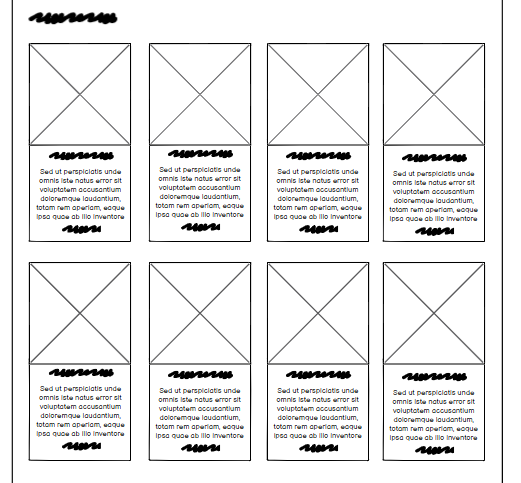 Sed ut perspiciatis unde
omnis iste natus error sit
voluptatem accusantium
doloremque laudantium,
totam rem aperiam, eaque
ipsa quae ab illo inventore
Sed ut perspiciatis unde
omnis iste natus error sit
voluptatem accusantium
doloremque laudantium,
totam rem aperiam, eaque
ipsa quae ab illo inventore
Sed ut perspiciatis unde
omnis iste natus error sit
voluptatem accusantium
doloremque laudantium,
totam rem aperiam, eaque
ipsa quae ab illo inventore
Sed ut perspiciatis unde
omnis iste natus error sit
voluptatem accusantium
doloremque laudantium,
totam rem aperiam, eaque
ipsa quae ab illo inventore
Sed ut perspiciatis unde
omnis iste natus error sit
voluptatem accusantium
doloremque laudantium,
totam rem aperiam, eaque
ipsa quae ab illo inventore
Sed ut perspiciatis unde
omnis iste natus error sit
voluptatem accusantium
doloremque laudantium,
totam rem aperiam, eaque
ipsa quae ab illo inventore
Sed ut perspiciatis unde
omnis iste natus error sit
voluptatem accusantium
doloremque laudantium,
totam rem aperiam, eaque
ipsa quae ab illo inventore
Sed ut perspiciatis unde
omnis iste natus error sit
voluptatem accusantium
doloremque laudantium,
totam rem aperiam, eaque
ipsa quae ab illo inventore